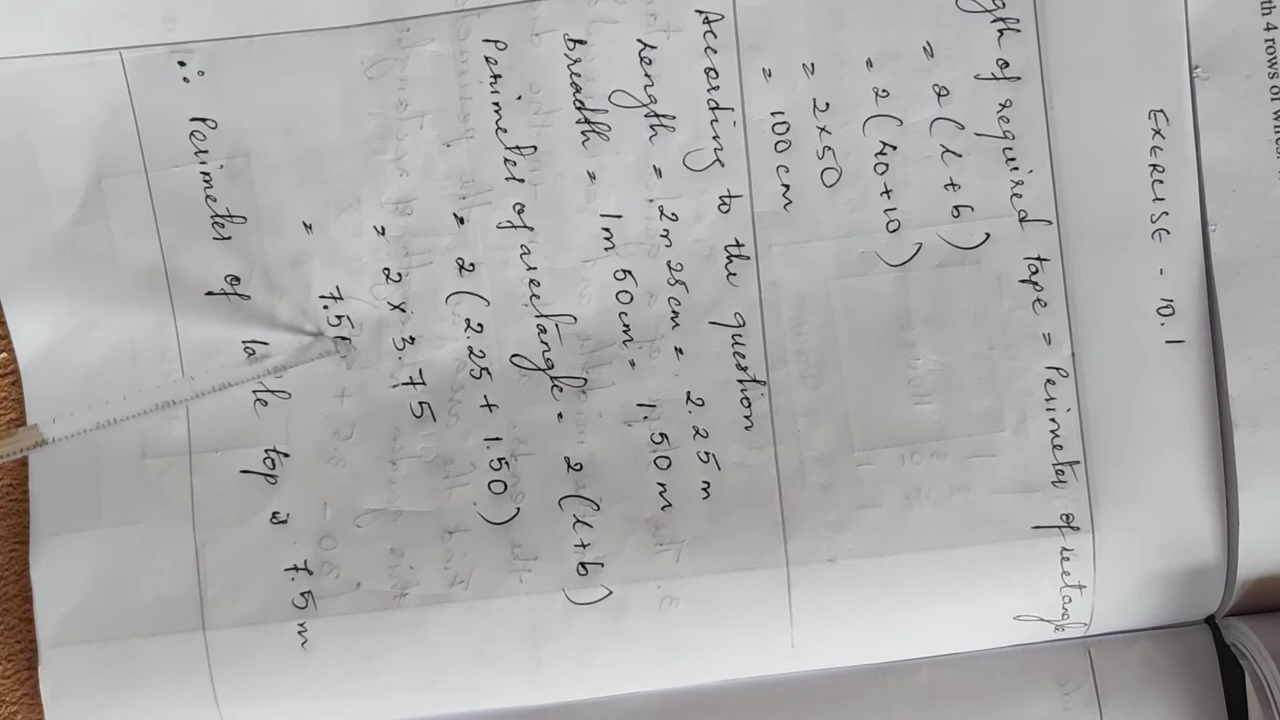 th 4 rows of
EXERCISE - 10.1
of required tape = Perimeter of rectangle
= 2(l+b)
= 2(40+10)
= 2×50
= 100 cm
According to the question
Length = 2m 25cm = 2.25 m
Breadth = 1m 50cm = 1.50 m
Perimeter of a rectangle = 2(l+b)
= 2(2.25 + 1.50)
= 2 × 3.75
= 7.5
∴ Perimeter of top is 7.5 m